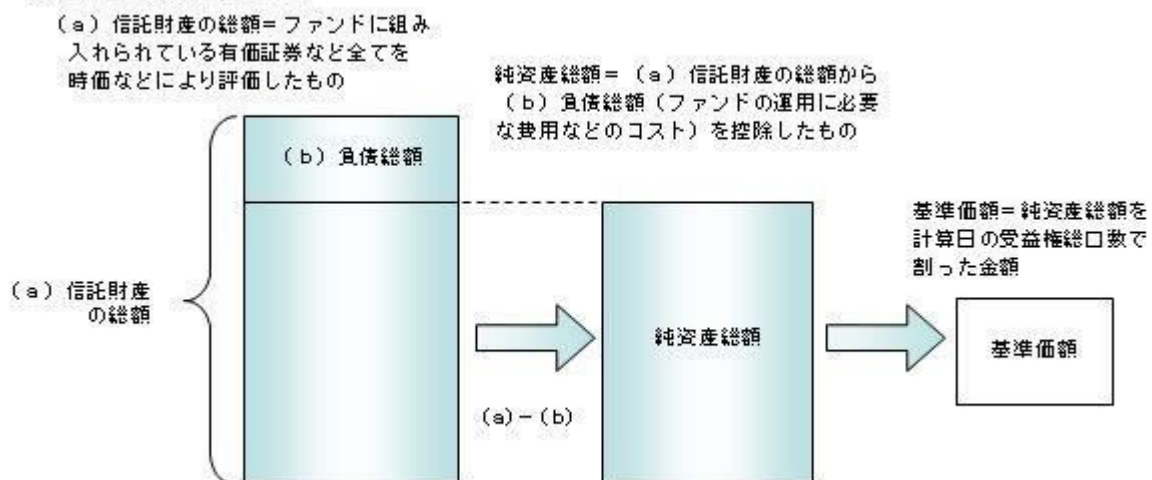 （a）信託財産の総額＝ファンドに組み
入れられている有価証券など全てを
時価などにより評価したもの
純資産総額＝（a）信託財産の総額から
（b）負債総額（ファンドの運用に必要
な費用などのコスト）を控除したもの
（b）負債総額
基準価額＝純資産総額を
計算日の受益権総口数で
割った金額
（a）信託財産
の総額
純資産総額
基準価額
(a)－(b)